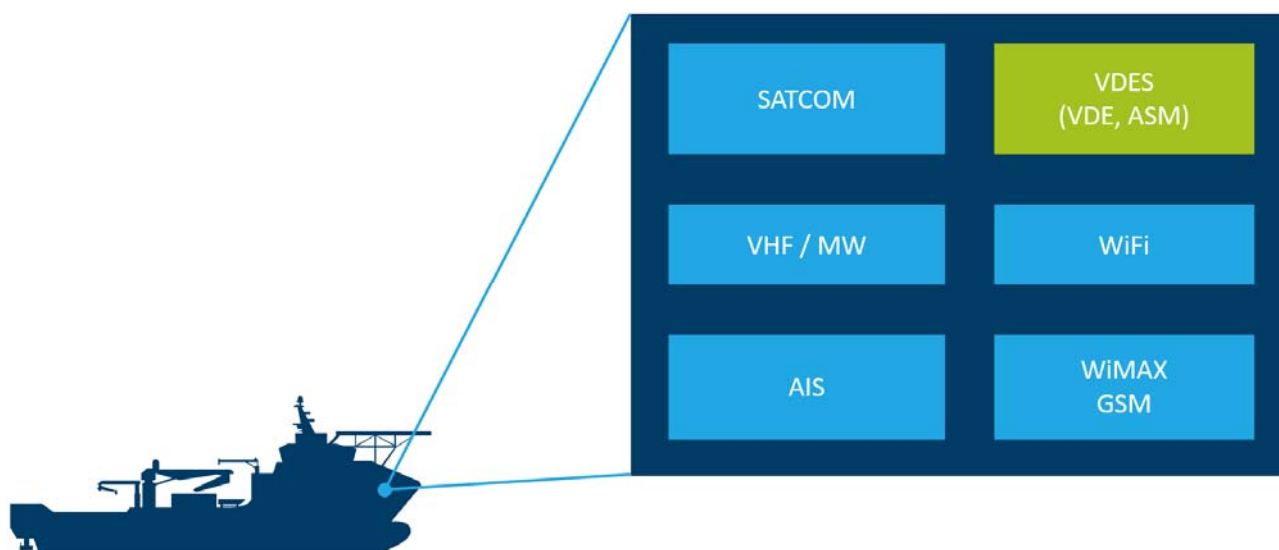 SATCOM
VDES
(VDE, ASM)
VHF / MW
WiFi
AIS
WiMAX
GSM